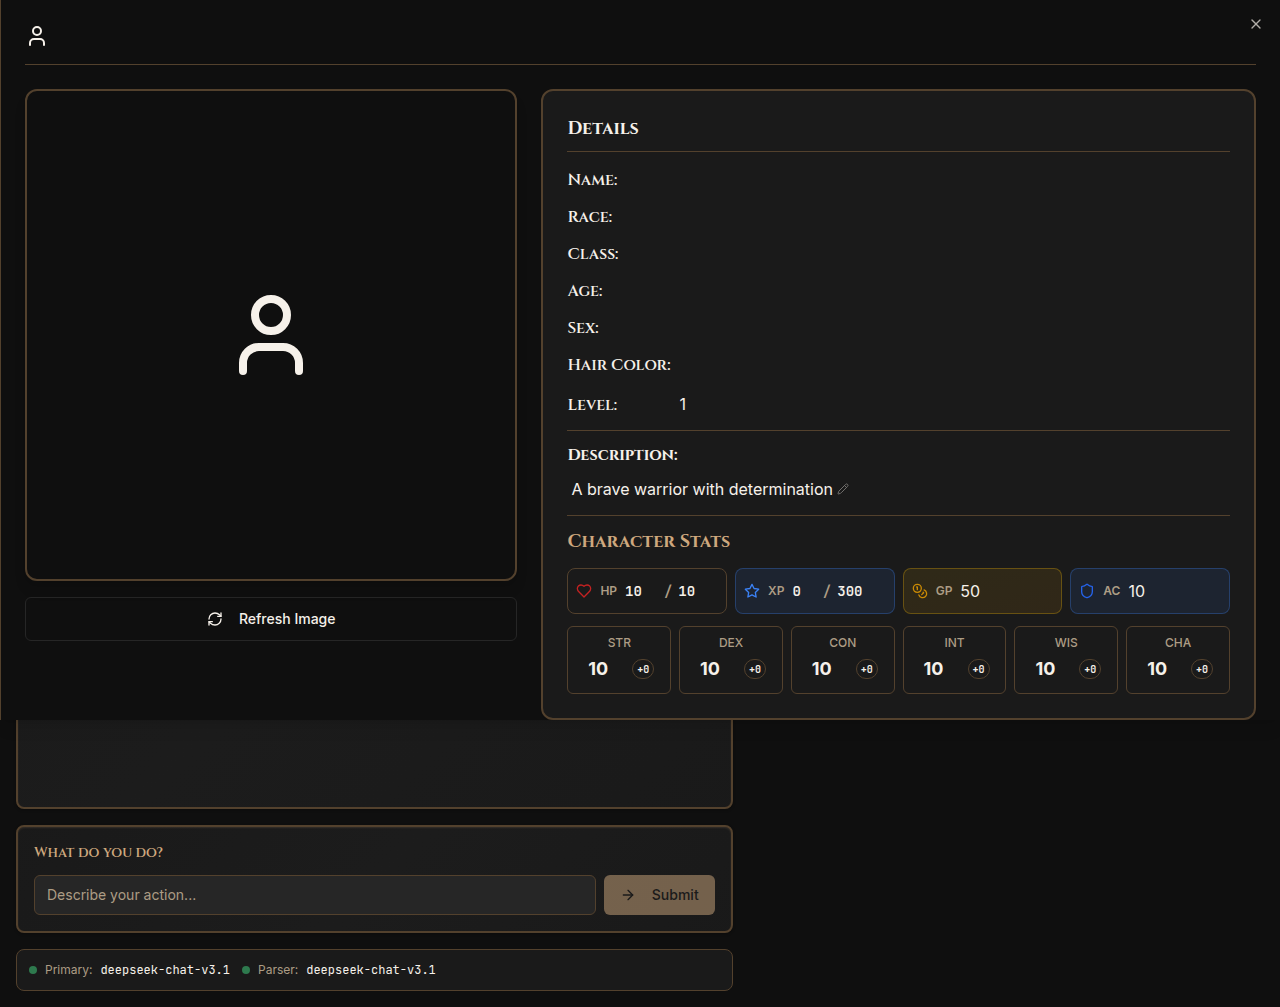 Details
Name:
Race:
Class:
Age:
Sex:
Hair Color:
Level: 1
Description:
A brave warrior with determination
Character Stats
HP 10 / 10 XP 0 / 300 GP 50 AC 10
STR DEX CON INT WIS CHA
10 +0 10 +0 10 +0 10 +0 10 +0 10 +0
Refresh Image
What do you do?
Describe your action... Submit
Primary: deepseek-chat-v3.1 Parser: deepseek-chat-v3.1